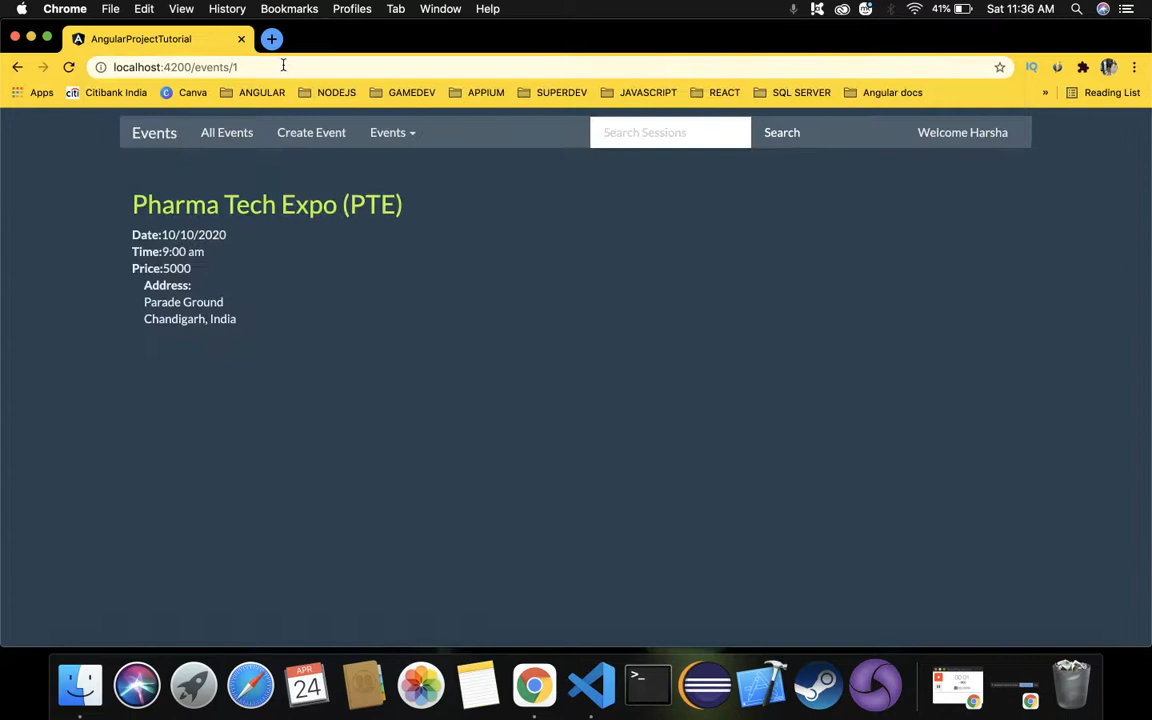 Chrome File Edit View History Bookmarks Profiles Tab Window Help 41% Sat 11:36 AM
AngularProjectTutorial
localhost:4200/events/1
Apps Citibank India Canva ANGULAR NODEJS GAMEDEV APPIUM SUPERDEV JAVASCRIPT REACT SQL SERVER Angular docs » Reading List
Events All Events Create Event Events Search Sessions Search Welcome Harsha
Pharma Tech Expo (PTE)
Date:10/10/2020
Time:9:00 am
Price:5000
Address:
Parade Ground
Chandigarh, India
APR
24